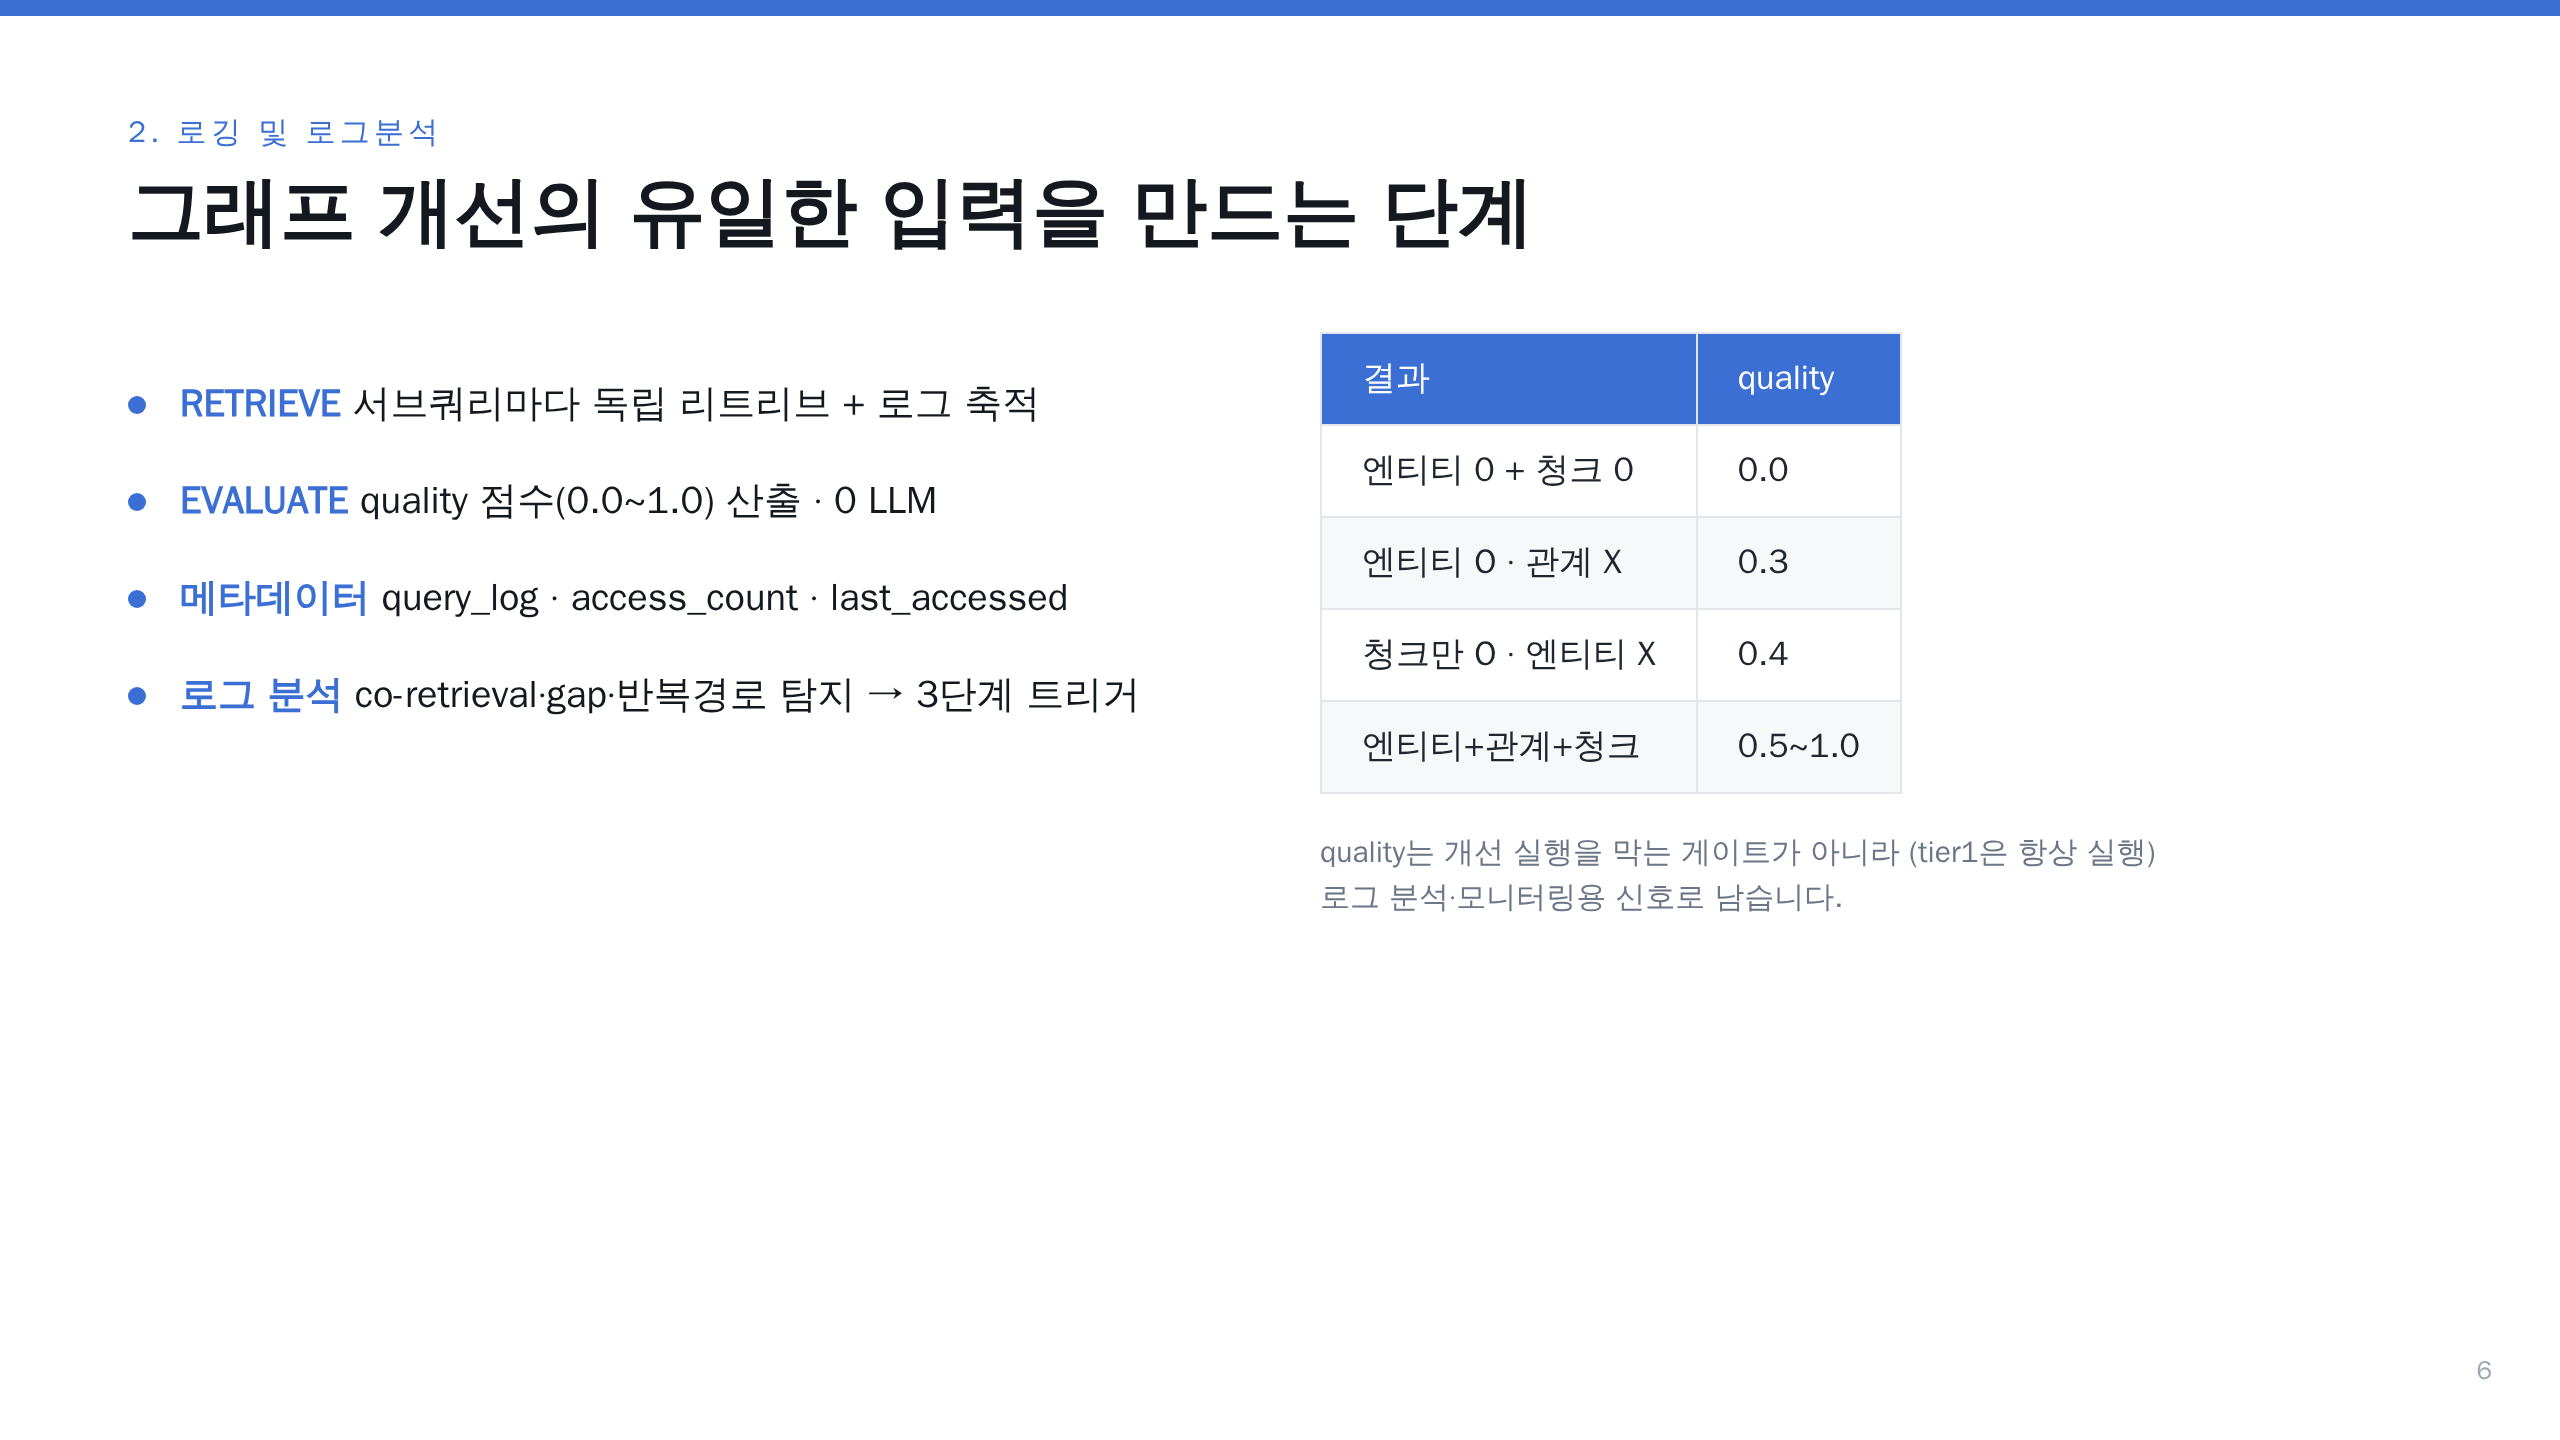 2. 로깅 및 로그분석
그래프 개선의 유일한 입력을 만드는 단계
RETRIEVE 서브쿼리마다 독립 리트리브 + 로그 축적
EVALUATE quality 점수(0.0~1.0) 산출 · 0 LLM
메타데이터 query_log · access_count · last_accessed
로그 분석 co-retrieval·gap·반복경로 탐지 → 3단계 트리거
결과 quality
엔티티 0 + 청크 0 0.0
엔티티 O · 관계 X 0.3
청크만 O · 엔티티 X 0.4
엔티티+관계+청크 0.5~1.0
quality는 개선 실행을 막는 게이트가 아니라 (tier1은 항상 실행)
로그 분석·모니터링용 신호로 남습니다.
6